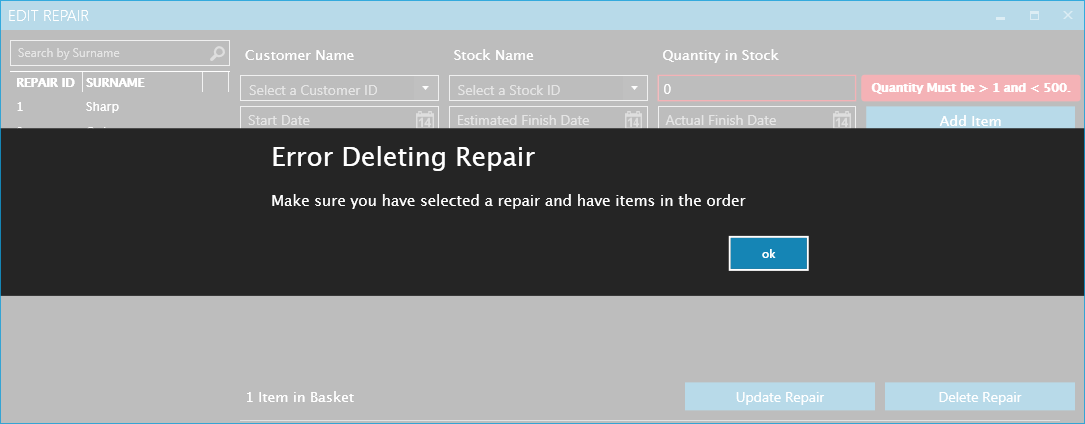 EDIT REPAIR
Search by Surname
REPAIR ID SURNAME
1 Sharp
Customer Name
Stock Name
Quantity in Stock
Select a Customer ID
Select a Stock ID
0
Quantity Must be > 1 and < 500.
Start Date
14
Estimated Finish Date
14
Actual Finish Date
14
Add Item
Error Deleting Repair
Make sure you have selected a repair and have items in the order
ok
1 Item in Basket
Update Repair
Delete Repair